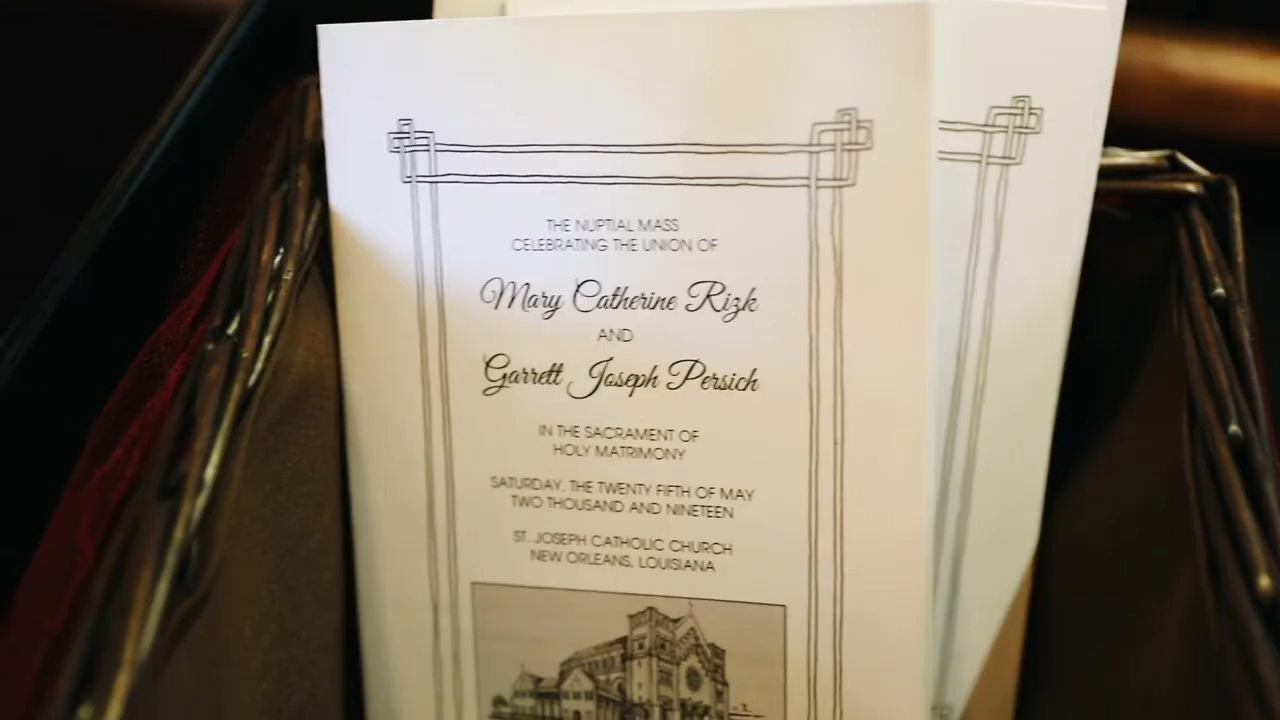 THE NUPTIAL MASS
CELEBRATING THE UNION OF
Mary Catherine Rizk
AND
Garrett Joseph Persich
IN THE SACRAMENT OF
HOLY MATRIMONY
SATURDAY, THE TWENTY FIFTH OF MAY
TWO THOUSAND AND NINETEEN
ST. JOSEPH CATHOLIC CHURCH
NEW ORLEANS, LOUISIANA